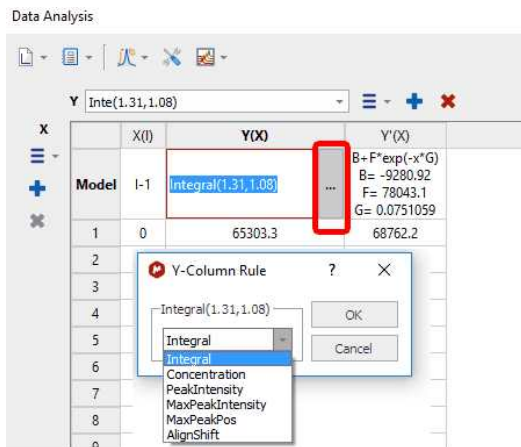 Data Analysis
Y Inte(1.31,1.08)
X
X(I) Y(X) Y'(X)
Model I-1 Integral(1.31,1.08) ... B+F*exp(-x*G)
B= -9280.92
F= 78043.1
G= 0.0751059
1 0 65303.3 68762.2
2
3
4
5
6
7
8
9
Y-Column Rule ? X
Integral(1.31,1.08)
OK
Integral
Cancel
Integral
Concentration
PeakIntensity
MaxPeakIntensity
MaxPeakPos
AlignShift